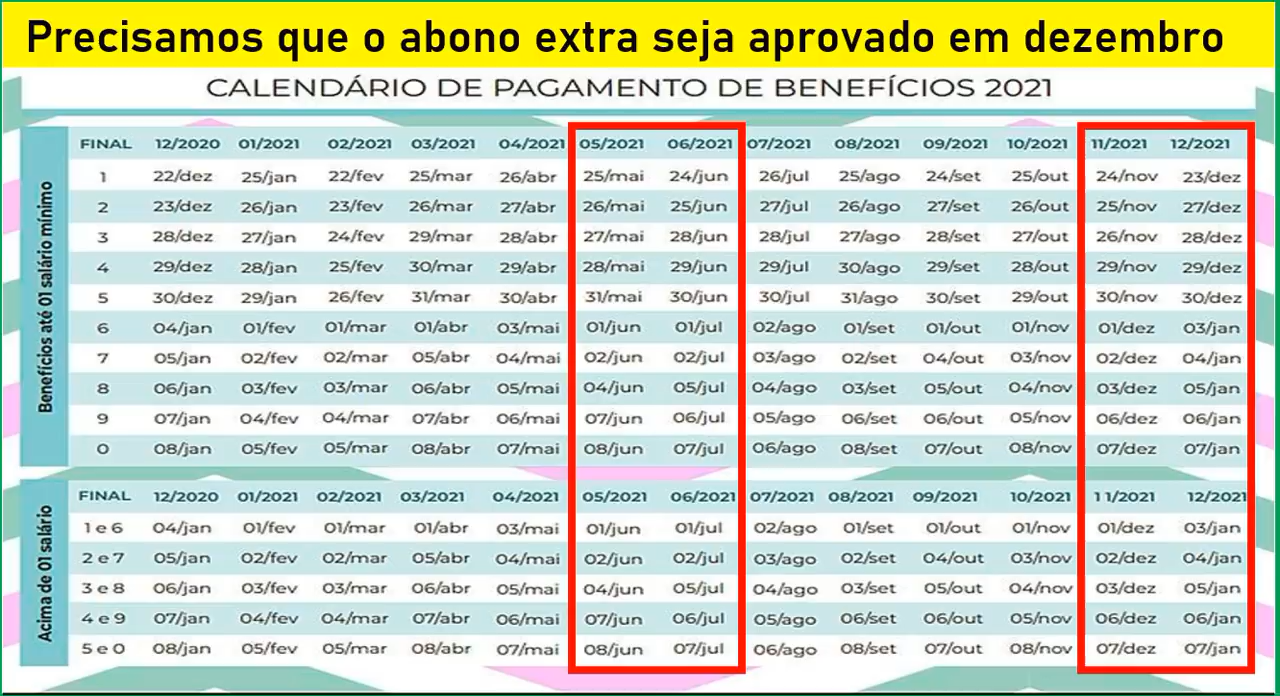 Precisamos que o abono extra seja aprovado em dezembro
CALENDÁRIO DE PAGAMENTO DE BENEFÍCIOS 2021
Benefícios até 01 salário mínimo
FINAL 12/2020 01/2021 02/2021 03/2021 04/2021 05/2021 06/2021 07/2021 08/2021 09/2021 10/2021 11/2021 12/2021
1 22/dez 25/jan 22/fev 25/mar 26/abr 25/mai 24/jun 26/jul 25/ago 24/set 25/out 24/nov 23/dez
2 23/dez 26/jan 23/fev 26/mar 27/abr 26/mai 25/jun 27/jul 26/ago 27/set 26/out 25/nov 27/dez
3 28/dez 27/jan 24/fev 29/mar 28/abr 27/mai 28/jun 28/jul 27/ago 28/set 27/out 26/nov 28/dez
4 29/dez 28/jan 25/fev 30/mar 29/abr 28/mai 29/jun 29/jul 30/ago 29/set 28/out 29/nov 29/dez
5 30/dez 29/jan 26/fev 31/mar 30/abr 31/mai 30/jun 30/jul 31/ago 30/set 29/out 30/nov 30/dez
6 04/jan 01/fev 01/mar 01/abr 03/mai 01/jun 01/jul 02/ago 01/set 01/out 01/nov 01/dez 03/jan
7 05/jan 02/fev 02/mar 05/abr 04/mai 02/jun 02/jul 03/ago 02/set 04/out 03/nov 02/dez 04/jan
8 06/jan 03/fev 03/mar 06/abr 05/mai 04/jun 05/jul 04/ago 03/set 05/out 04/nov 03/dez 05/jan
9 07/jan 04/fev 04/mar 07/abr 06/mai 07/jun 06/jul 05/ago 06/set 06/out 05/nov 06/dez 06/jan
0 08/jan 05/fev 05/mar 08/abr 07/mai 08/jun 07/jul 06/ago 08/set 07/out 08/nov 07/dez 07/jan
Acima de 01 salário
FINAL 12/2020 01/2021 02/2021 03/2021 04/2021 05/2021 06/2021 07/2021 08/2021 09/2021 10/2021 11/2021 12/2021
1 e 6 04/jan 01/fev 01/mar 01/abr 03/mai 01/jun 01/jul 02/ago 01/set 01/out 01/nov 01/dez 03/jan
2 e 7 05/jan 02/fev 02/mar 05/abr 04/mai 02/jun 02/jul 03/ago 02/set 04/out 03/nov 02/dez 04/jan
3 e 8 06/jan 03/fev 03/mar 06/abr 05/mai 04/jun 05/jul 04/ago 03/set 05/out 04/nov 03/dez 05/jan
4 e 9 07/jan 04/fev 04/mar 07/abr 06/mai 07/jun 06/jul 05/ago 06/set 06/out 05/nov 06/dez 06/jan
5 e 0 08/jan 05/fev 05/mar 08/abr 07/mai 08/jun 07/jul 06/ago 08/set 07/out 08/nov 07/dez 07/jan